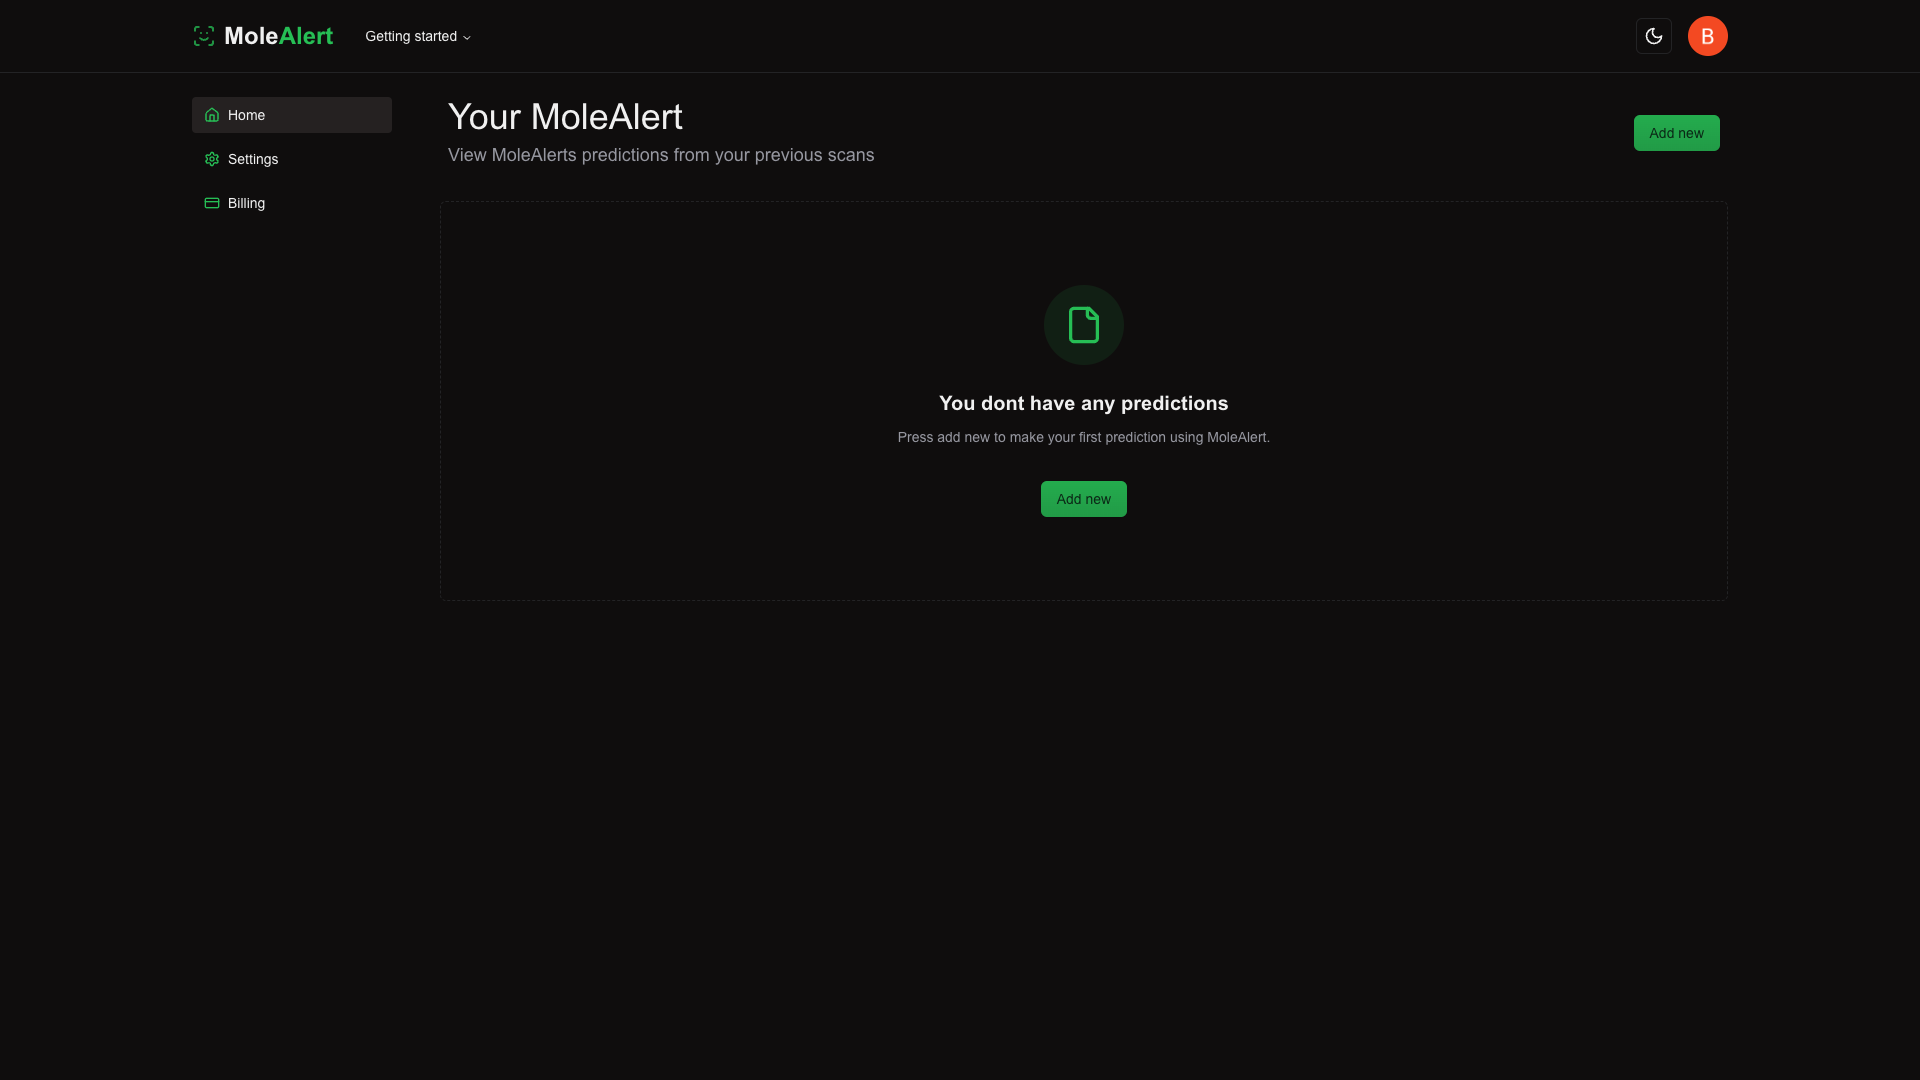 MoleAlert
Getting started
B
Home
Settings
Billing
Your MoleAlert
View MoleAlerts predictions from your previous scans
Add new
You dont have any predictions
Press add new to make your first prediction using MoleAlert.
Add new